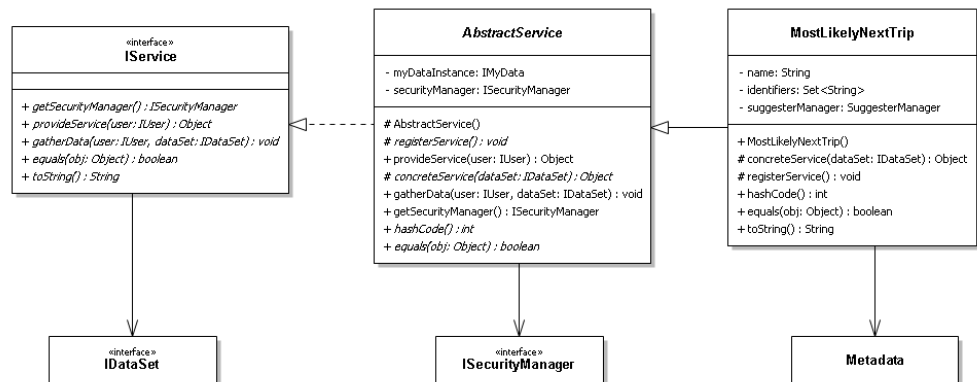 «interface»
IService
+ getSecurityManager() : ISecurityManager
+ provideService(user: IUser) : Object
+ gatherData(user: IUser, dataSet: IDataSet) : void
+ equals(obj: Object) : boolean
+ toString() : String
AbstractService
- myDataInstance: IMyData
- securityManager: ISecurityManager
# AbstractService()
# registerService() : void
+ provideService(user: IUser) : Object
# concreteService(dataSet: IDataSet) : Object
+ gatherData(user: IUser, dataSet: IDataSet) : void
+ getSecurityManager() : ISecurityManager
+ hashCode() : int
+ equals(obj: Object) : boolean
MostLikelyNextTrip
- name: String
- identifiers: Set<String>
- suggesterManager: SuggesterManager
+ MostLikelyNextTrip()
# concreteService(dataSet: IDataSet) : Object
# registerService() : void
+ hashCode() : int
+ equals(obj: Object) : boolean
+ toString() : String
«interface»
IDataSet
«interface»
ISecurityManager
Metadata